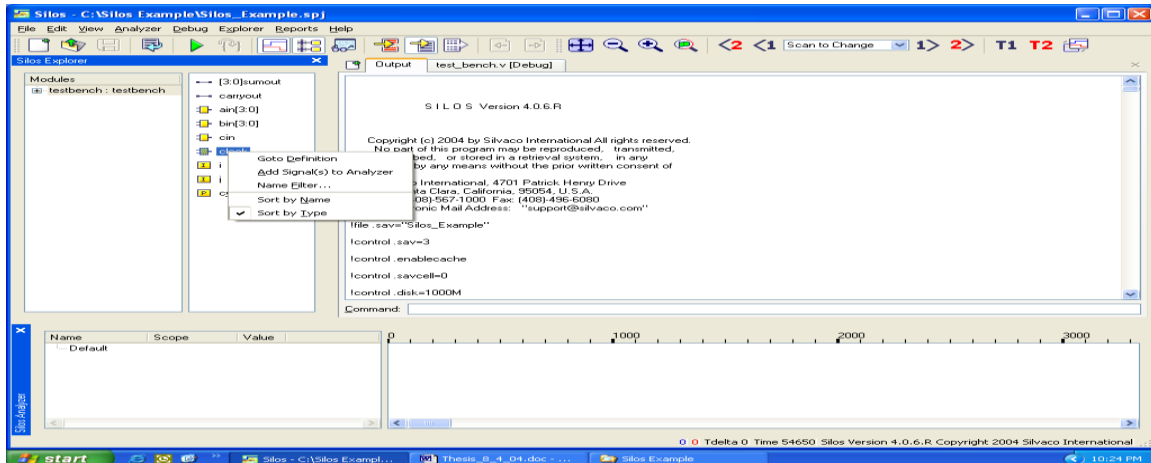 Silos - C:\Silos Example\Silos_Example.spj
File Edit View Analyzer Debug Explorer Reports Help
<2 <1 Scan to Change 1> 2> T1 T2
Silos Explorer
Modules
testbench : testbench
[3:0]sumout
carryout
ain[3:0]
bin[3:0]
cin
i
j
Goto Definition
Add Signal(s) to Analyzer
Name Filter...
Sort by Name
Sort by Type
Output test_bench.v [Debug]
S I L O S Version 4.0.6.R
Copyright (c) 2004 by Silvaco International All rights reserved.
No part of this program may be reproduced, transmitted,
bed, or stored in a retrieval system, in any
by any means without the prior written consent of
International, 4701 Patrick Henry Drive
ta Clara, California, 95054, U.S.A.
08)-567-1000 Fax: (408)-496-6080
onic Mail Address: "support@silvaco.com"
!file .sav="Silos_Example"
!control .sav=3
!control .enablecache
!control .savcell=0
!control .disk=1000M
Command:
Name Scope Value
Default
0 1000 2000 3000
Silos Analyzer
0 0 Tdelta 0 Time 54650 Silos Version 4.0.6.R Copyright 2004 Silvaco International
start Silos - C:\Silos Exampl... Thesis_8_4_04.doc - ... Silos Example 10:24 PM